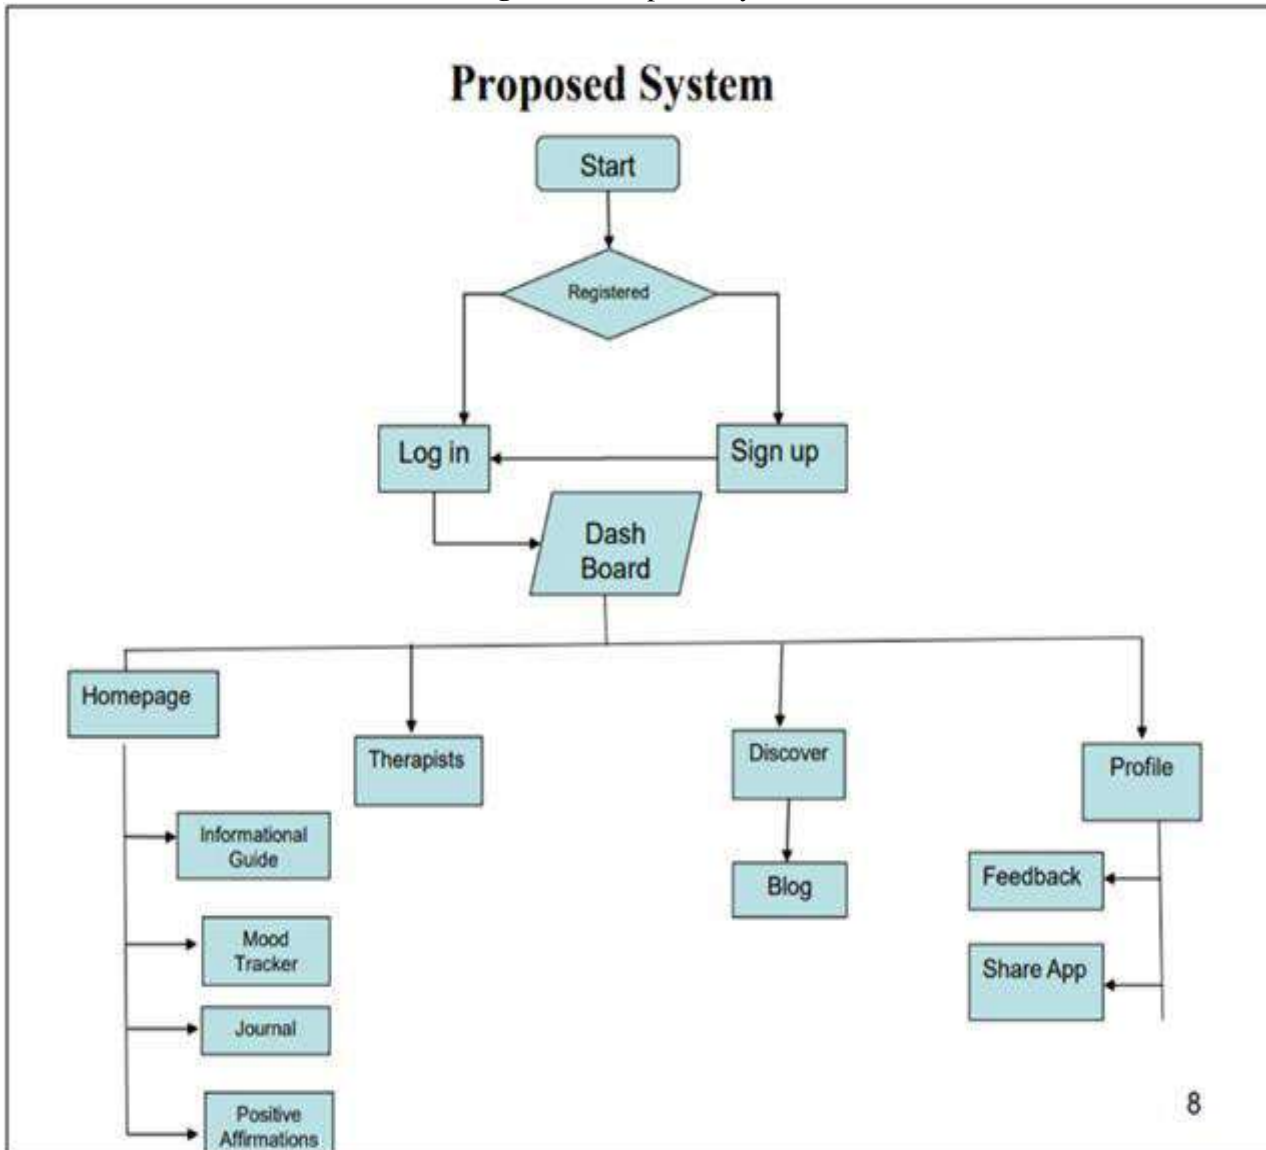 Proposed System
Start
Registered
Log in
Sign up
Dash
Board
Homepage
Therapists
Discover
Profile
Informational
Guide
Blog
Feedback
Mood
Tracker
Share App
Journal
Positive
Affirmations
8